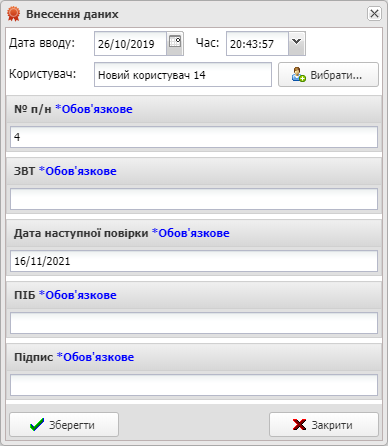 Внесення даних
Дата вводу: 26/10/2019 Час: 20:43:57
Користувач: Новий користувач 14 Вибрати...
№ п/н *Обов'язкове
4
ЗВТ *Обов'язкове
Дата наступної повірки *Обов'язкове
16/11/2021
ПІБ *Обов'язкове
Підпис *Обов'язкове
Зберегти Закрити